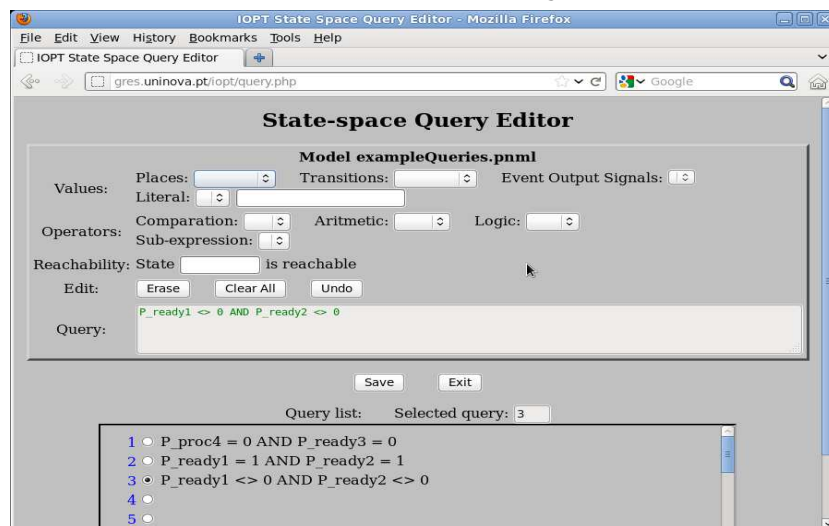 IOPT State Space Query Editor - Mozilla Firefox
File Edit View History Bookmarks Tools Help
IOPT State Space Query Editor
gres.uninova.pt/iopt/query.php Google
State-space Query Editor
Model exampleQueries.pnml
Values: Places: Transitions: Event Output Signals:
Literal:
Operators: Comparation: Aritmetic: Logic:
Sub-expression:
Reachability: State is reachable
Edit: Erase Clear All Undo
Query: P_ready1 <> 0 AND P_ready2 <> 0
Save Exit
Query list: Selected query: 3
1 P_proc4 = 0 AND P_ready3 = 0
2 P_ready1 = 1 AND P_ready2 = 1
3 P_ready1 <> 0 AND P_ready2 <> 0
4
5